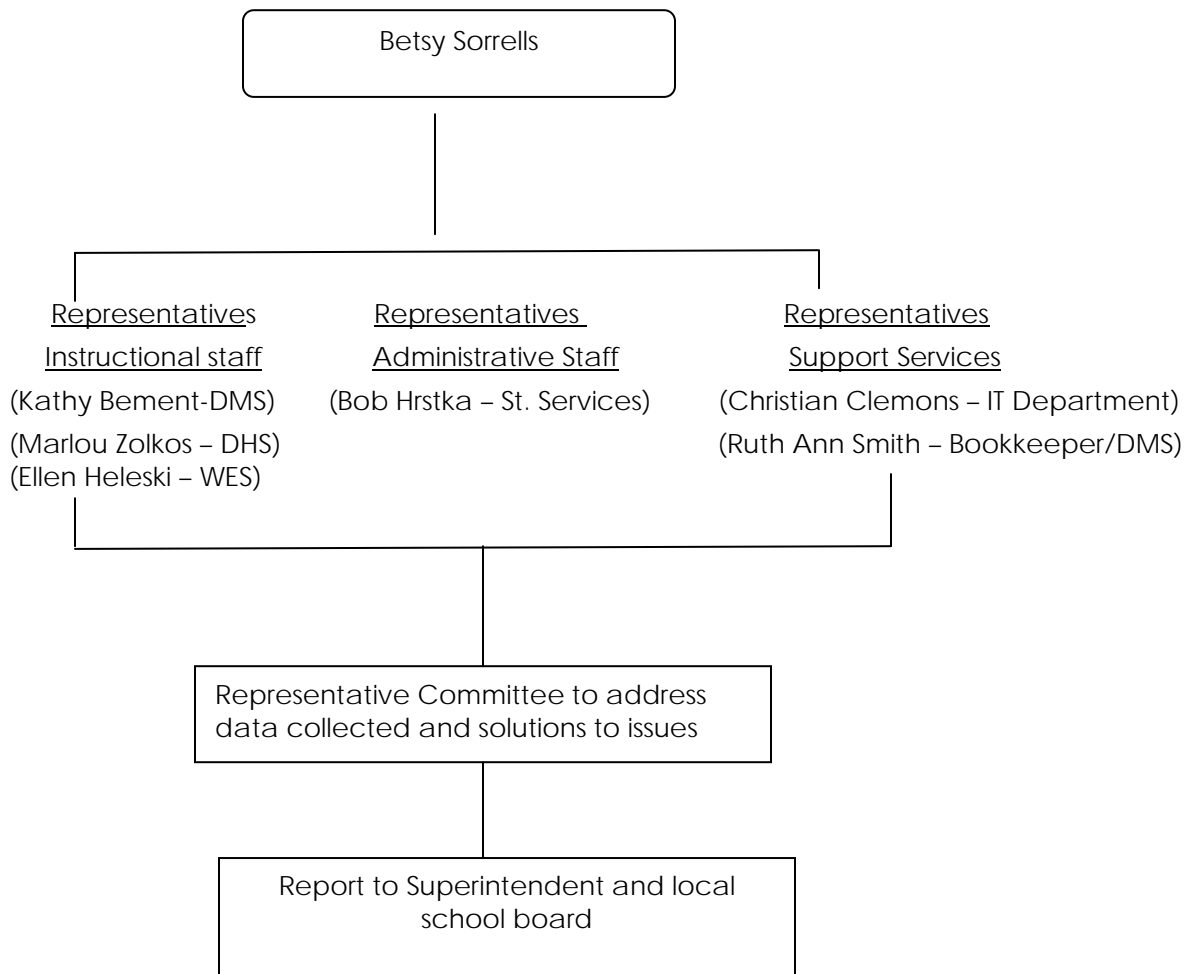 Betsy Sorrells
Representatives
Instructional staff
(Kathy Bement-DMS)
(Marlou Zolkos – DHS)
(Ellen Heleski – WES)
Representatives
Administrative Staff
(Bob Hrstka – St. Services)
Representatives
Support Services
(Christian Clemons – IT Department)
(Ruth Ann Smith – Bookkeeper/DMS)
Representative Committee to address
data collected and solutions to issues
Report to Superintendent and local
school board